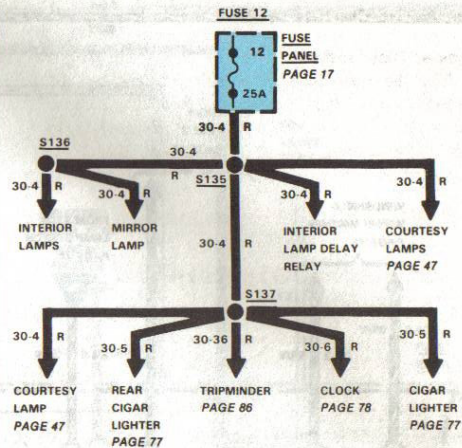 FUSE 12
12
25A
FUSE
PANEL
PAGE 17
30-4 R
S136
30-4
R
S135
30-4 R
30-4 R
30-4 R
30-4 R
INTERIOR
LAMPS
MIRROR
LAMP
30-4 R
INTERIOR
LAMP DELAY
RELAY
COURTESY
LAMPS
PAGE 47
S137
30-4 R
30-5 R
30-36 R
30-6 R
30-5 R
COURTESY
LAMP
PAGE 47
REAR
CIGAR
LIGHTER
PAGE 77
TRIPMINDER
PAGE 86
CLOCK
PAGE 78
CIGAR
LIGHTER
PAGE 77